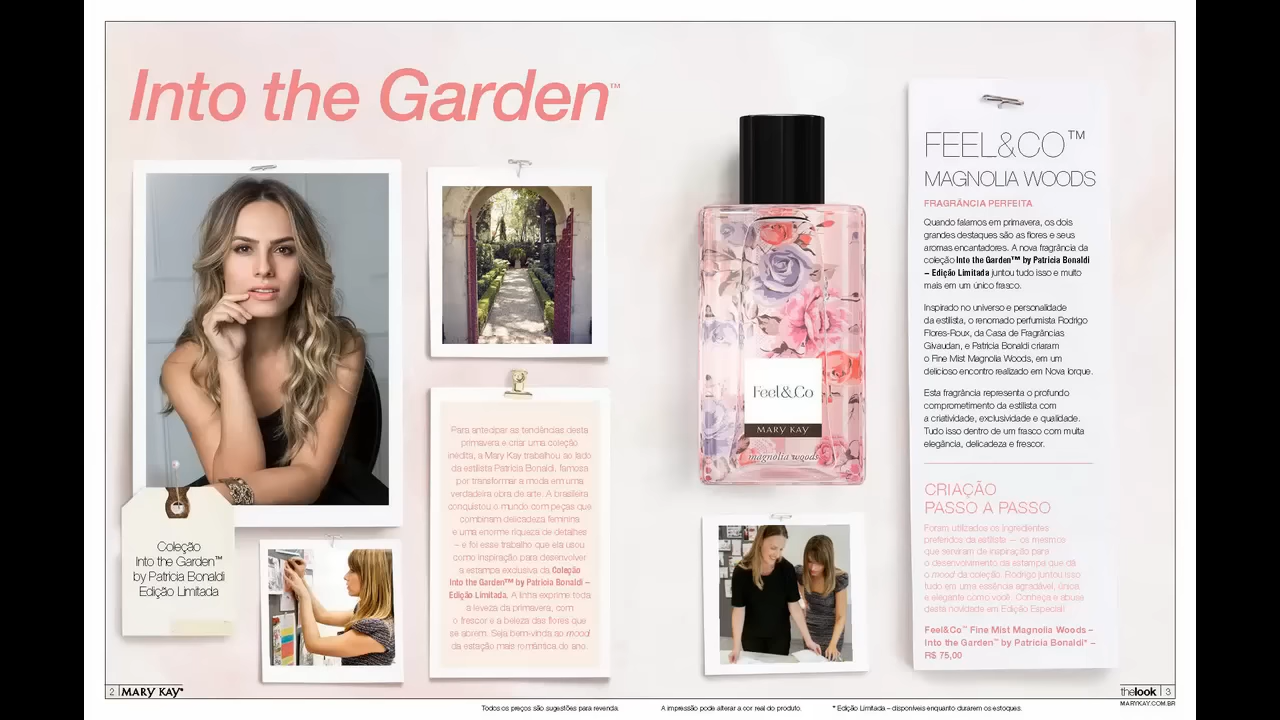 Into the Garden™
Coleção
Into the Garden™
by Patricia Bonaldi
Edição Limitada
Para antecipar as tendências desta
primavera e criar uma coleção
inédita, a Mary Kay trabalhou ao lado
da estilista Patricia Bonaldi, famosa
por transformar a moda em uma
verdadeira obra de arte. A brasileira
conquistou o mundo com peças que
combinam delicadeza feminina
e uma enorme riqueza de detalhes
– e foi esse trabalho que ela usou
como inspiração para desenvolver
a estampa exclusiva da Coleção
Into the Garden™ by Patricia Bonaldi –
Edição Limitada. A linha exprime toda
a leveza da primavera, com
o frescor e a beleza das flores que
se abrem. Seja bem-vinda ao mood
da estação mais romântica do ano.
Feel&Co
MARY KAY
magnolia woods
FEEL&CO™
MAGNOLIA WOODS
FRAGRÂNCIA PERFEITA
Quando falamos em primavera, os dois
grandes destaques são as flores e seus
aromas encantadores. A nova fragrância da
coleção Into the Garden™ by Patricia Bonaldi
– Edição Limitada juntou tudo isso e muito
mais em um único frasco.
Inspirado no universo e personalidade
da estilista, o renomado perfumista Rodrigo
Flores-Roux, da Casa de Fragrâncias
Givaudan, e Patricia Bonaldi criaram
o Fine Mist Magnolia Woods, em um
delicioso encontro realizado em Nova Iorque.
Esta fragrância representa o profundo
comprometimento da estilista com
a criatividade, exclusividade e qualidade.
Tudo isso dentro de um frasco com muita
elegância, delicadeza e frescor.
CRIAÇÃO
PASSO A PASSO
Foram utilizados os ingredientes
preferidos da estilista — os mesmos
que serviram de inspiração para
o desenvolvimento da estampa que dá
o mood da coleção. Rodrigo juntou isso
tudo em uma essência agradável, única
e elegante como você. Conheça e abuse
desta novidade em Edição Especial!
Feel&Co™ Fine Mist Magnolia Woods –
Into the Garden™ by Patricia Bonaldi* –
R$ 75,00
2 MARY KAY®
thelook 3
MARYKAY.COM.BR
Todos os preços são sugestões para revenda.
A impressão pode alterar a cor real do produto.
* Edição Limitada – disponíveis enquanto durarem os estoques.